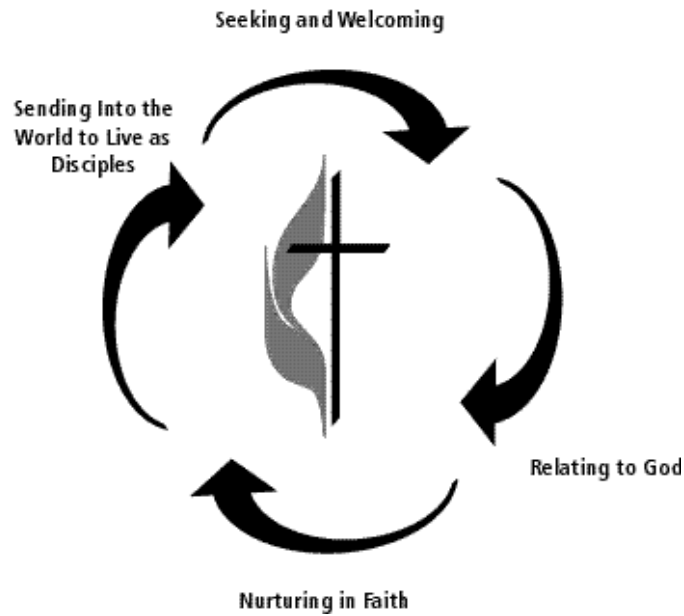 Seeking and Welcoming
Sending Into the
World to Live as
Disciples
Relating to God
Nurturing in Faith